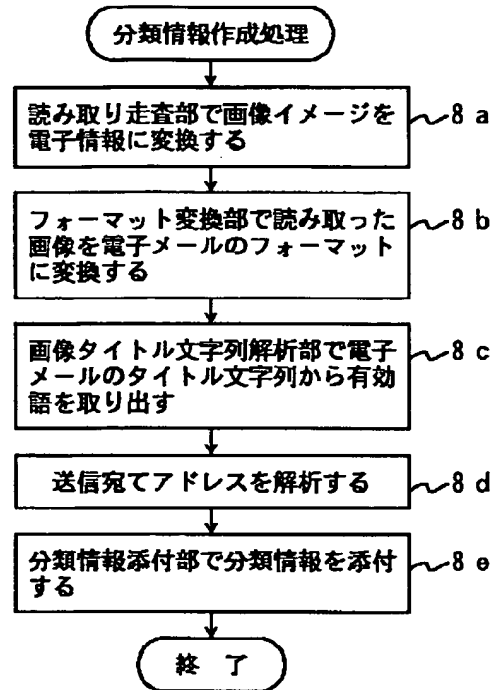 分類情報作成処理
読み取り走査部で画像イメージを 8a
電子情報に変換する
フォーマット変換部で読み取った 8b
画像を電子メールのフォーマット
に変換する
画像タイトル文字列解析部で電子 8c
メールのタイトル文字列から有効
語を取り出す
送信宛てアドレスを解析する 8d
分類情報添付部で分類情報を添付 8e
する
終了